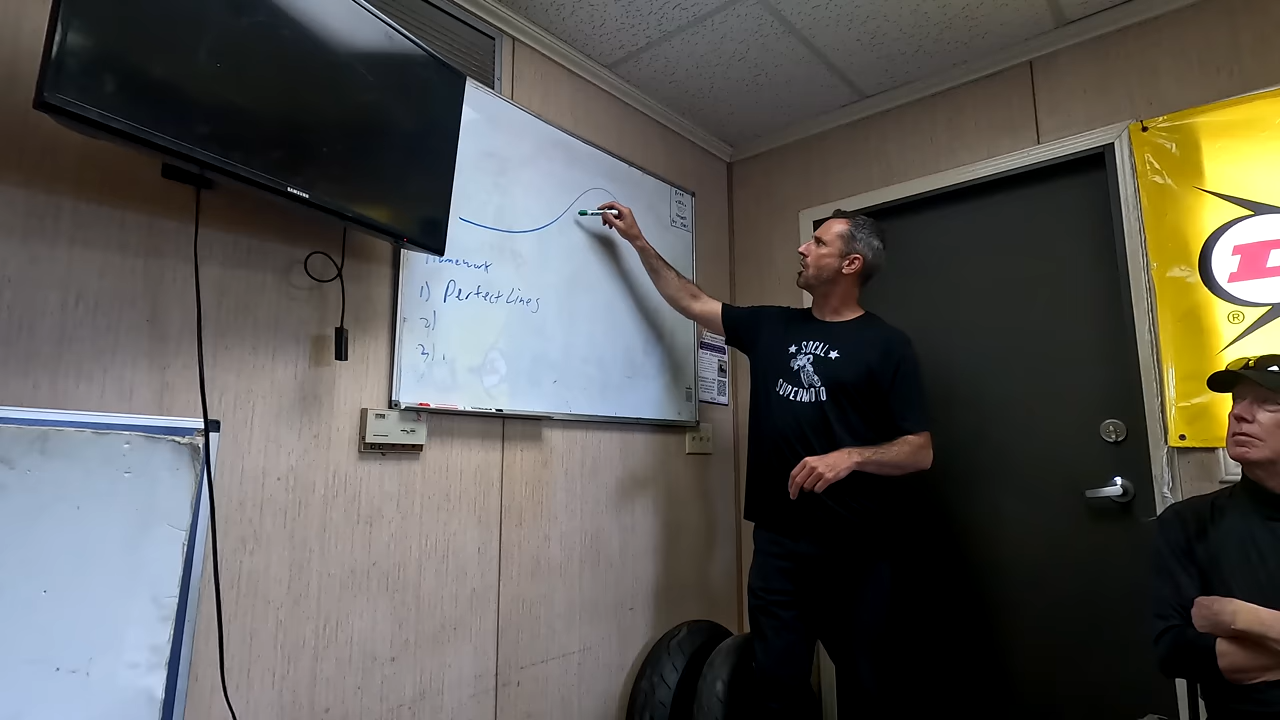 SAMSUNG
Homework
1) Perfect Lines
2)
3)
SOCAL
SUPERMOTO
D
®